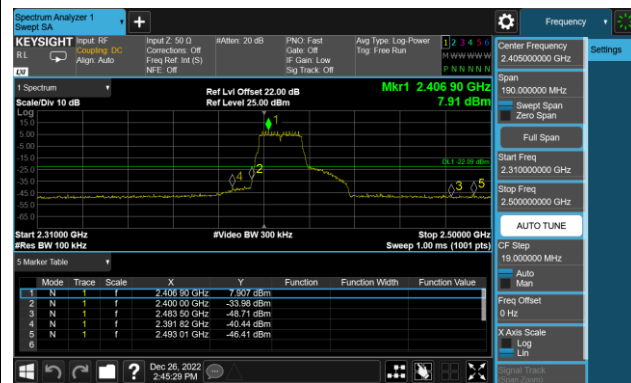 Spectrum Analyzer 1
Swept SA
Frequency
KEYSIGHT
RL
LXI
Input: RF
Coupling: DC
Align: Auto
Input Z: 50 Ω
Corrections: Off
Freq Ref: Int (S)
NFE: Off
#Atten: 20 dB
PNO: Fast
Gate: Off
IF Gain: Low
Sig Track: Off
Avg Type: Log-Power
Trig: Free Run
1 2 3 4 5 6
M W W W W W
P N N N N N
Center Frequency
2.405000000 GHz
Settings
Span
190.000000 MHz
Swept Span
Zero Span
Full Span
Start Freq
2.310000000 GHz
Stop Freq
2.500000000 GHz
AUTO TUNE
CF Step
19.000000 MHz
Auto
Man
Freq Offset
0 Hz
X Axis Scale
Log
Lin
Signal Track
(Span Zoom)
1 Spectrum
Scale/Div 10 dB
Ref Lvl Offset 22.00 dB
Ref Level 25.00 dBm
Mkr1 2.406 90 GHz
7.91 dBm
Log
15.0
5.00
-5.00
-15.0
-25.0
-35.0
-45.0
-55.0
-65.0
1
2
4
3
5
DL1 -22.09 dBm
Start 2.31000 GHz
#Video BW 300 kHz
Stop 2.50000 GHz
#Res BW 100 kHz
Sweep 1.00 ms (1001 pts)
5 Marker Table
Mode Trace Scale X Y Function Function Width Function Value
1 N 1 f 2.406 90 GHz 7.907 dBm
2 N 1 f 2.400 00 GHz -33.98 dBm
3 N 1 f 2.483 50 GHz -48.71 dBm
4 N 1 f 2.391 82 GHz -40.44 dBm
5 N 1 f 2.493 01 GHz -46.41 dBm
6
?
Dec 26, 2022
2:45:29 PM